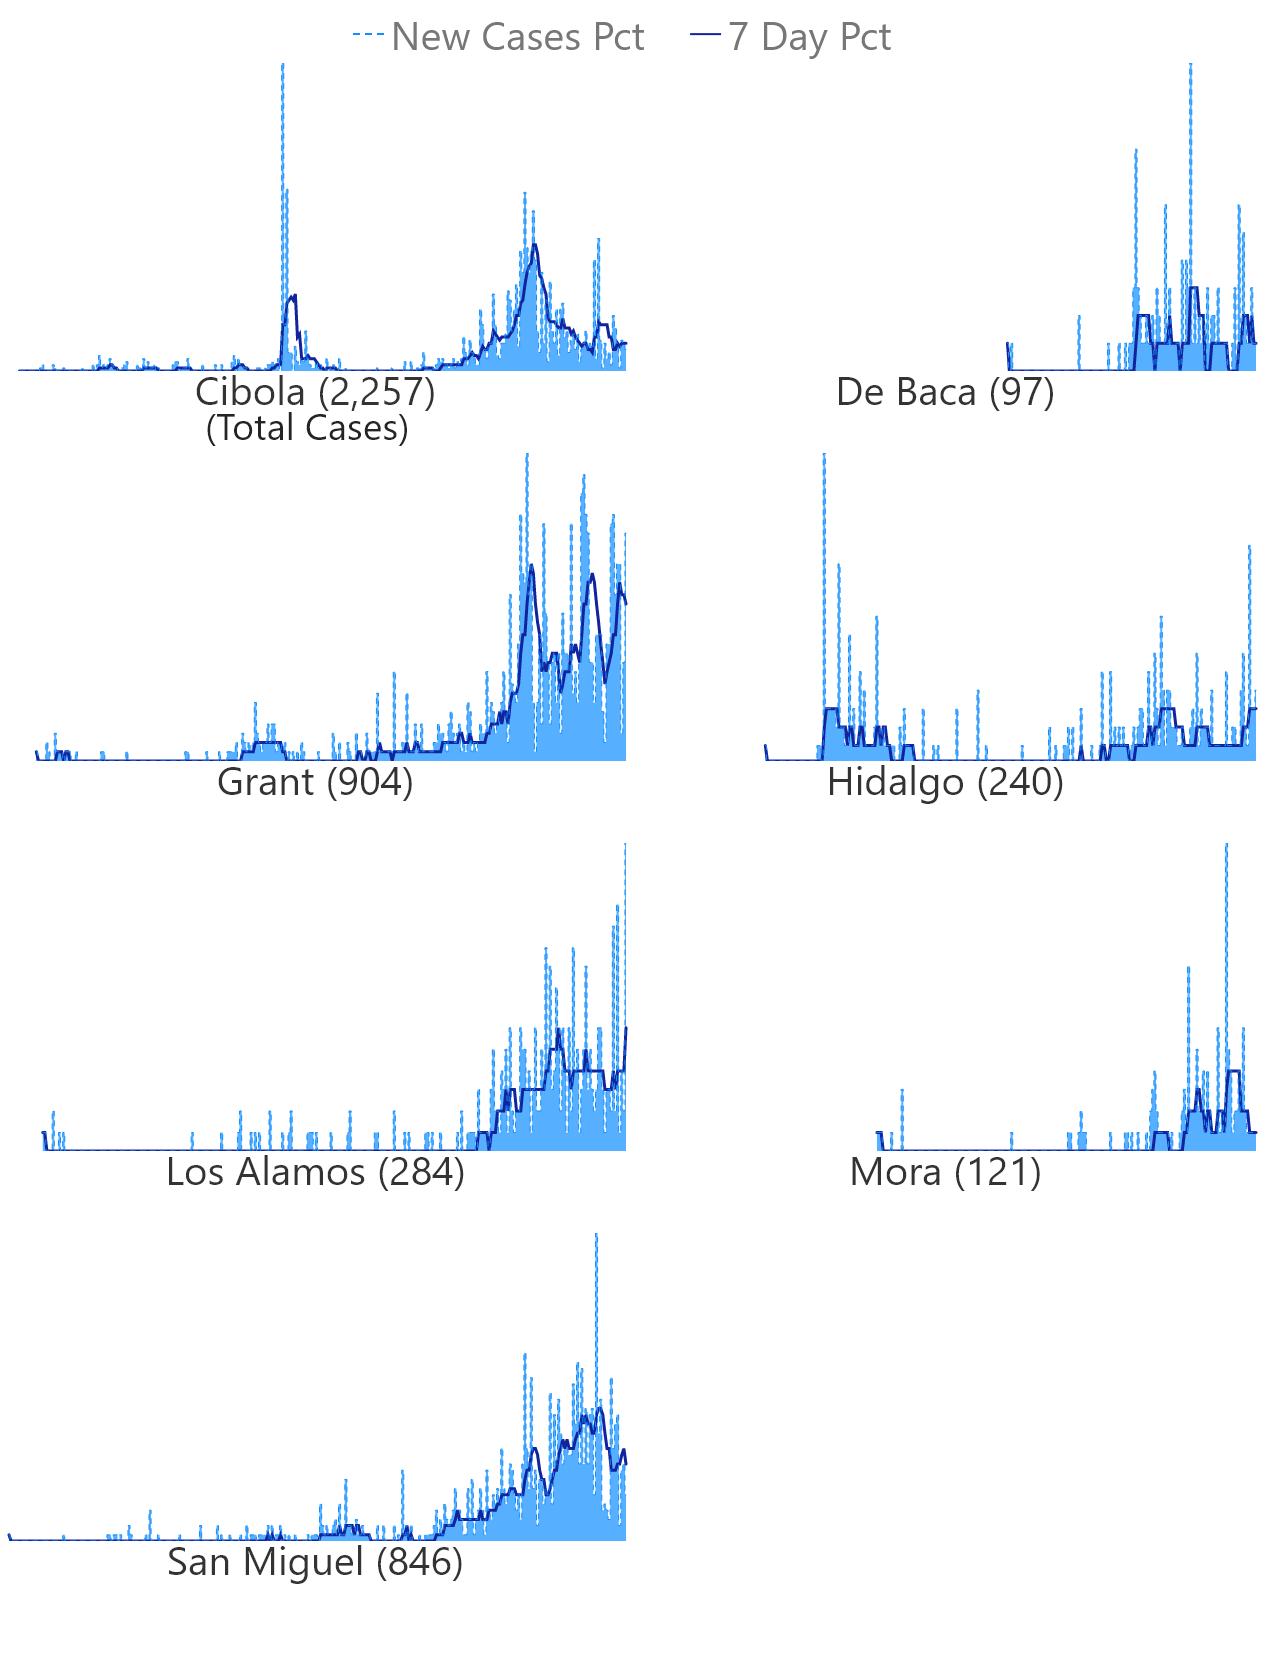 New Cases Pct 7 Day Pct
Cibola (2,257)
(Total Cases)
De Baca (97)
Grant (904)
Hidalgo (240)
Los Alamos (284)
Mora (121)
San Miguel (846)